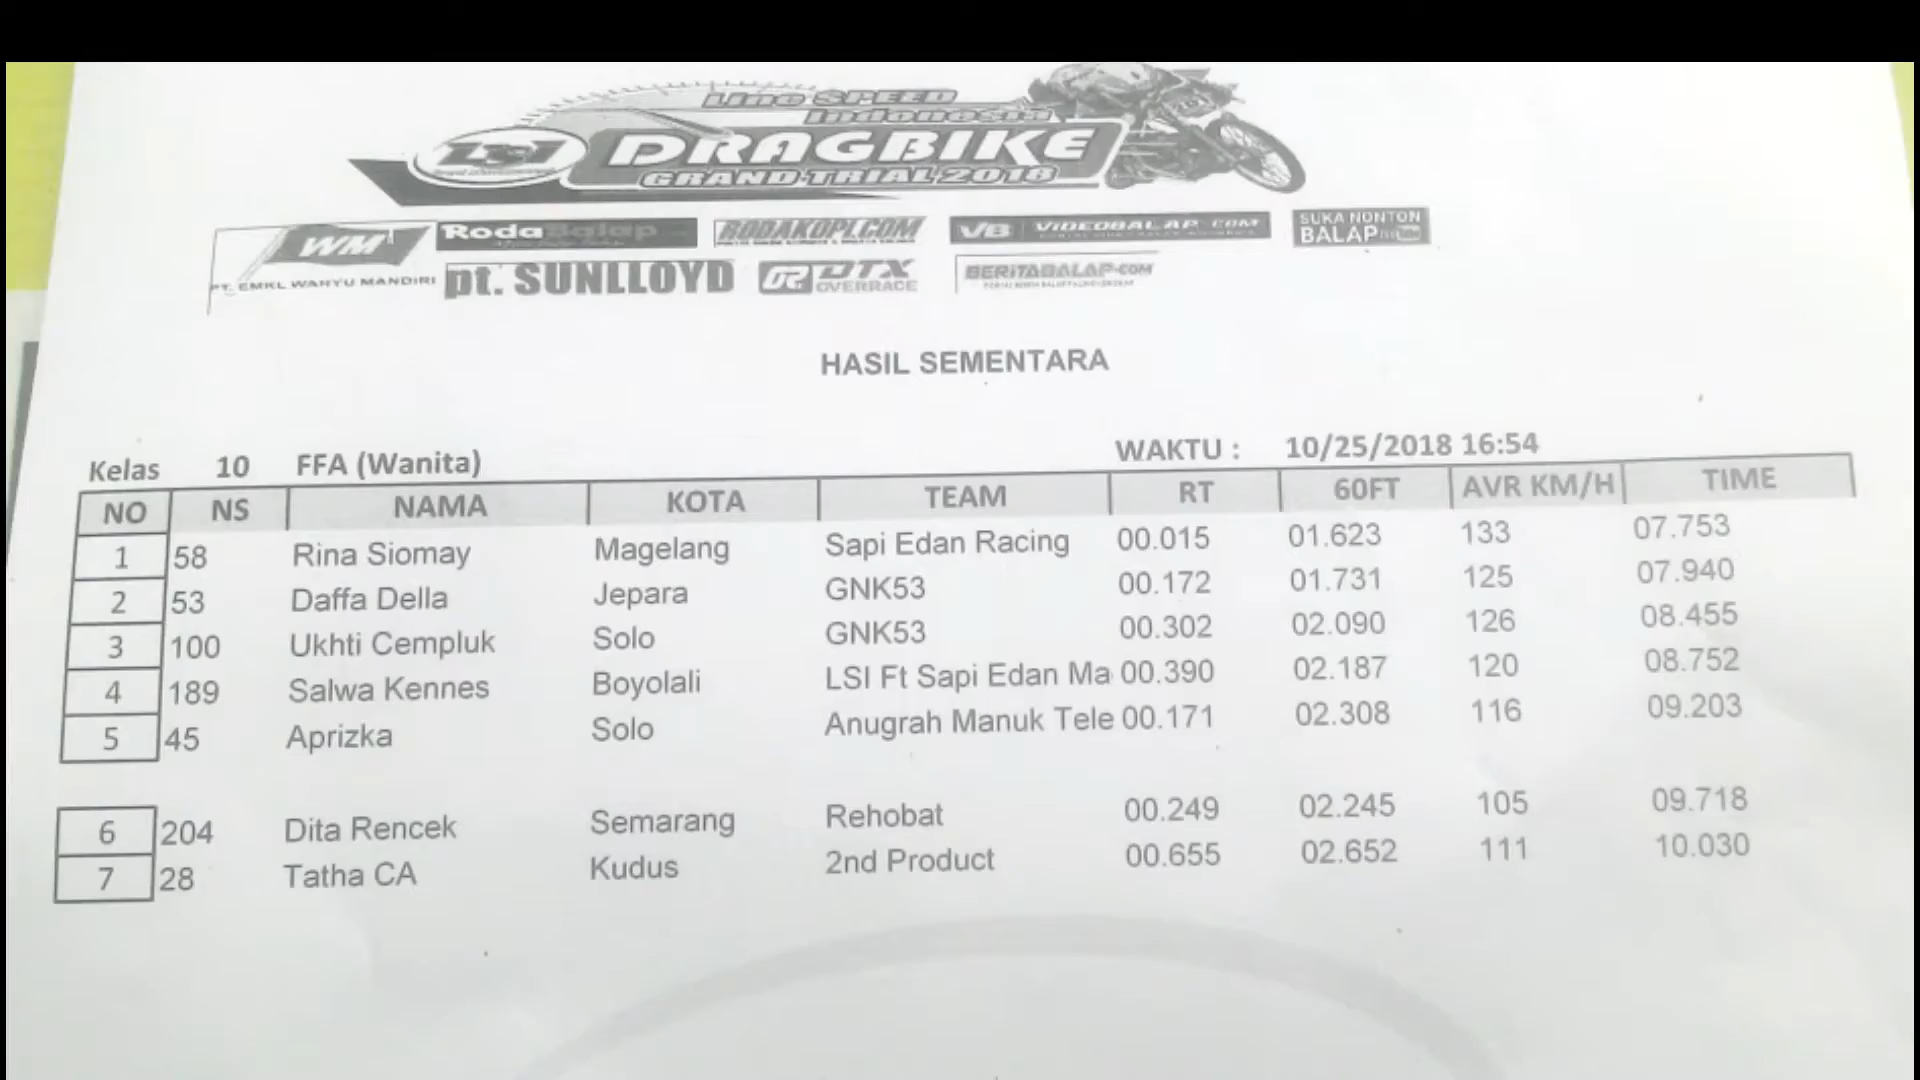 Line SPEED
Indonesia
LSI DRAGBIKE
GRAND TRIAL 2018
WM RodaBalap RODAKOPI.COM VB VIDEOBALAP.COM SUKA NONTON
BALAP
PT. EMKL WAHYU MANDIRI pt. SUNLLOYD DTX BERITABALAP.COM
OVERRACE
HASIL SEMENTARA
Kelas 10 FFA (Wanita) WAKTU : 10/25/2018 16:54
NO NS NAMA KOTA TEAM RT 60FT AVR KM/H TIME
1 58 Rina Siomay Magelang Sapi Edan Racing 00.015 01.623 133 07.753
2 53 Daffa Della Jepara GNK53 00.172 01.731 125 07.940
3 100 Ukhti Cempluk Solo GNK53 00.302 02.090 126 08.455
4 189 Salwa Kennes Boyolali LSI Ft Sapi Edan Ma 00.390 02.187 120 08.752
5 45 Aprizka Solo Anugrah Manuk Tele 00.171 02.308 116 09.203
6 204 Dita Rencek Semarang Rehobat 00.249 02.245 105 09.718
7 28 Tatha CA Kudus 2nd Product 00.655 02.652 111 10.030